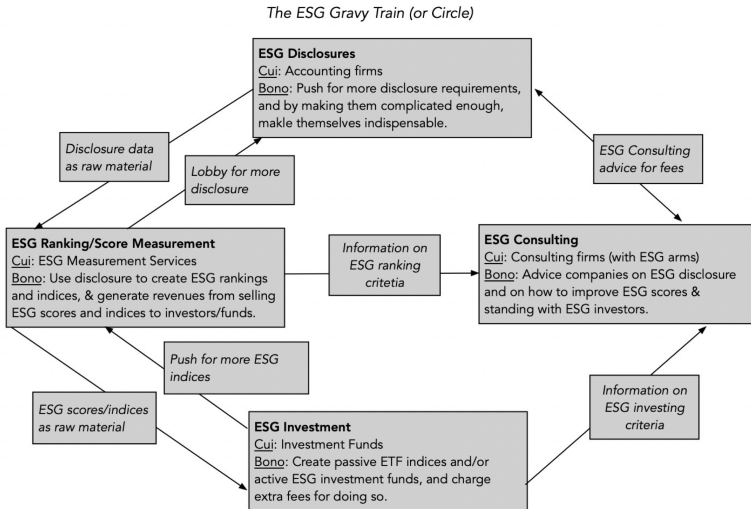 The ESG Gravy Train (or Circle)
ESG Disclosures
Cui: Accounting firms
Bono: Push for more disclosure requirements,
and by making them complicated enough,
makle themselves indispensable.
Disclosure data
as raw material
Lobby for more
disclosure
ESG Consulting
advice for fees
ESG Ranking/Score Measurement
Cui: ESG Measurement Services
Bono: Use disclosure to create ESG rankings
and indices, & generate revenues from selling
ESG scores and indices to investors/funds.
Information on
ESG ranking
critetia
ESG Consulting
Cui: Consulting firms (with ESG arms)
Bono: Advice companies on ESG disclosure
and on how to improve ESG scores &
standing with ESG investors.
Push for more ESG
indices
ESG scores/indices
as raw material
Information on
ESG investing
criteria
ESG Investment
Cui: Investment Funds
Bono: Create passive ETF indices and/or
active ESG investment funds, and charge
extra fees for doing so.